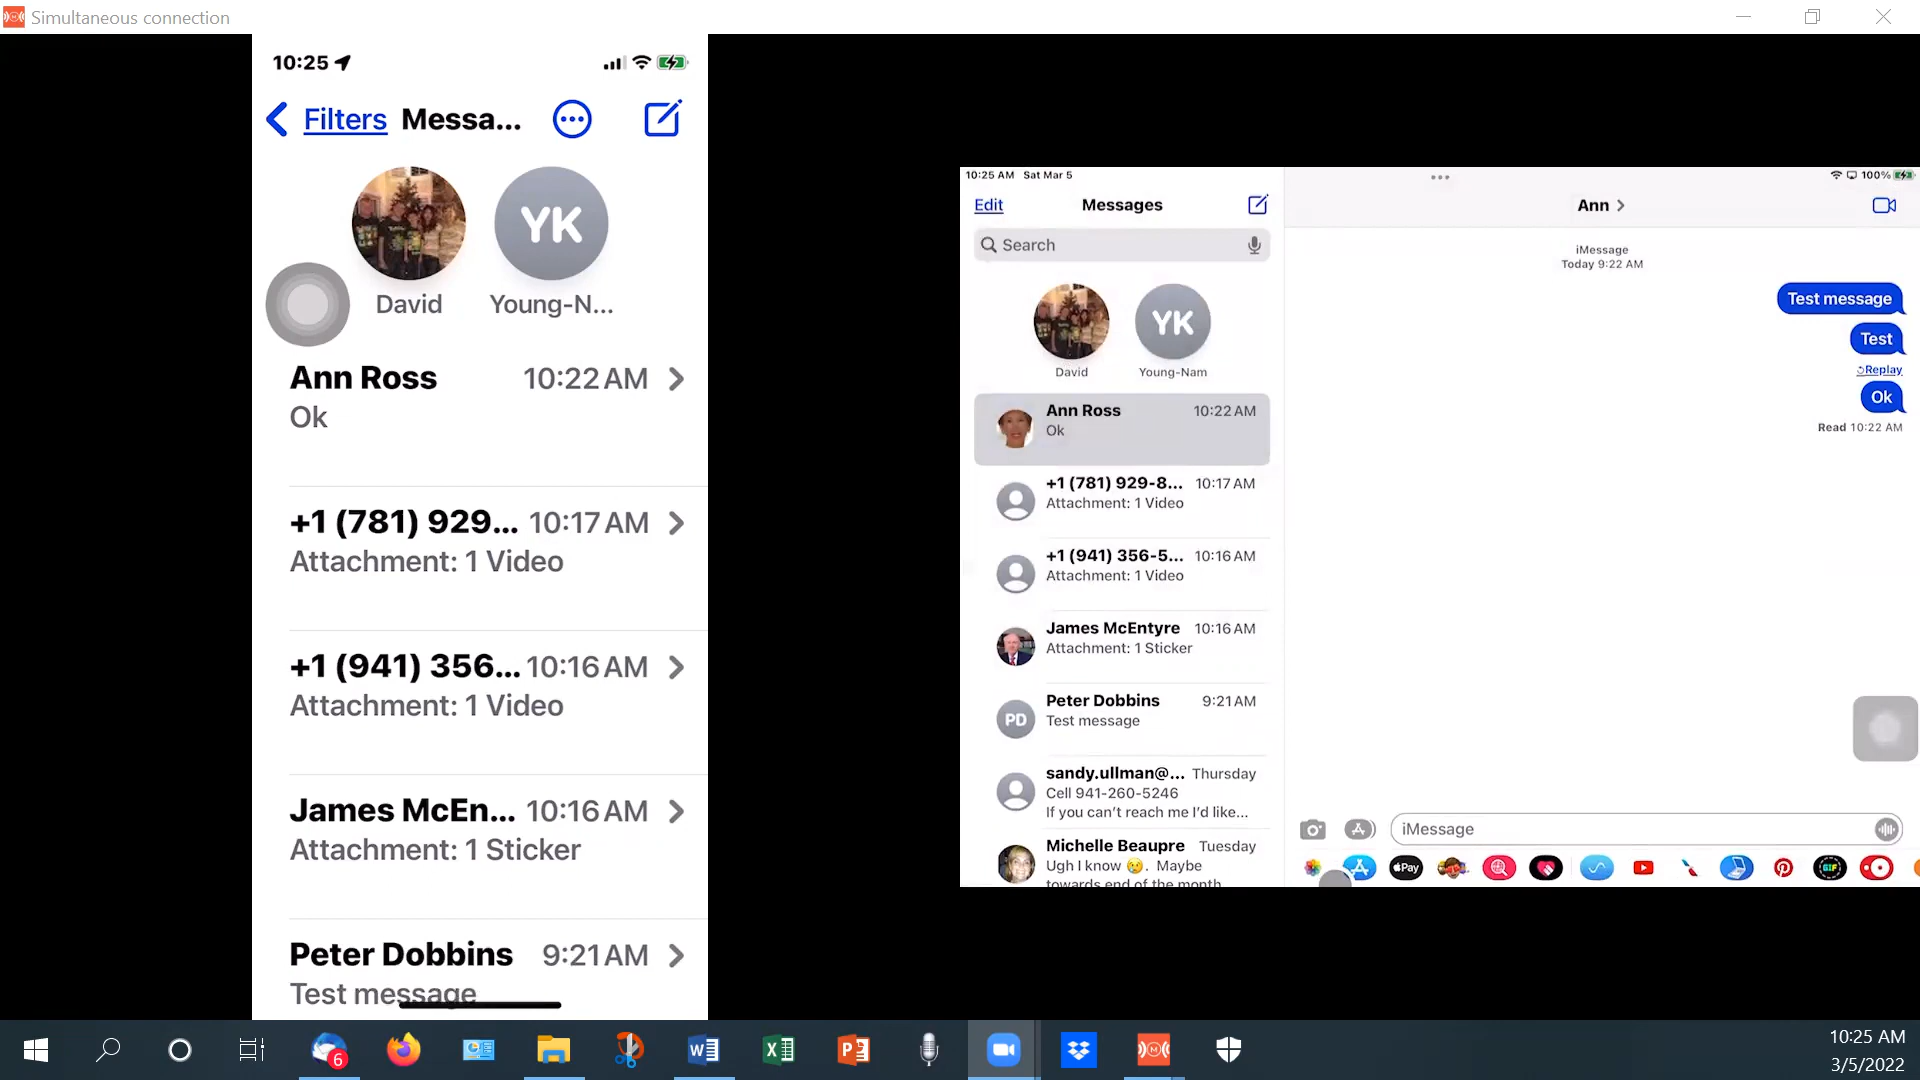 Simultaneous connection
10:25
Filters Messa...
YK
David Young-N...
Ann Ross 10:22 AM
Ok
+1 (781) 929... 10:17 AM
Attachment: 1 Video
+1 (941) 356... 10:16 AM
Attachment: 1 Video
James McEn... 10:16 AM
Attachment: 1 Sticker
Peter Dobbins 9:21 AM
Test message
10:25 AM Sat Mar 5
Edit Messages
Search
YK
David Young-Nam
Ann Ross 10:22 AM
Ok
+1 (781) 929-8... 10:17 AM
Attachment: 1 Video
+1 (941) 356-5... 10:16 AM
Attachment: 1 Video
James McEntyre 10:16 AM
Attachment: 1 Sticker
PD
Peter Dobbins 9:21 AM
Test message
sandy.ullman@... Thursday
Cell 941-260-5246
If you can't reach me I'd like...
Michelle Beaupre Tuesday
Ugh I know 😢. Maybe
towards end of the month
100%
Ann
iMessage
Today 9:22 AM
Test message
Test
Replay
Ok
Read 10:22 AM
iMessage
Pay
GIF
6
10:25 AM
3/5/2022